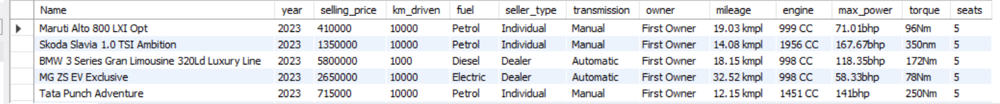 Name year selling_price km_driven fuel seller_type transmission owner mileage engine max_power torque seats
Maruti Alto 800 LXI Opt 2023 410000 10000 Petrol Individual Manual First Owner 19.03 kmpl 999 CC 71.01bhp 96Nm 5
Skoda Slavia 1.0 TSI Ambition 2023 1350000 10000 Petrol Individual Manual First Owner 14.08 kmpl 1956 CC 167.67bhp 350nm 5
BMW 3 Series Gran Limousine 320Ld Luxury Line 2023 5800000 1000 Diesel Dealer Automatic First Owner 18.15 kmpl 998 CC 118.35bhp 172Nm 5
MG ZS EV Exclusive 2023 2650000 10000 Electric Dealer Automatic First Owner 32.52 kmpl 998 CC 58.33bhp 78Nm 5
Tata Punch Adventure 2023 715000 10000 Petrol Individual Manual First Owner 12.15 kmpl 1451 CC 141bhp 250Nm 5